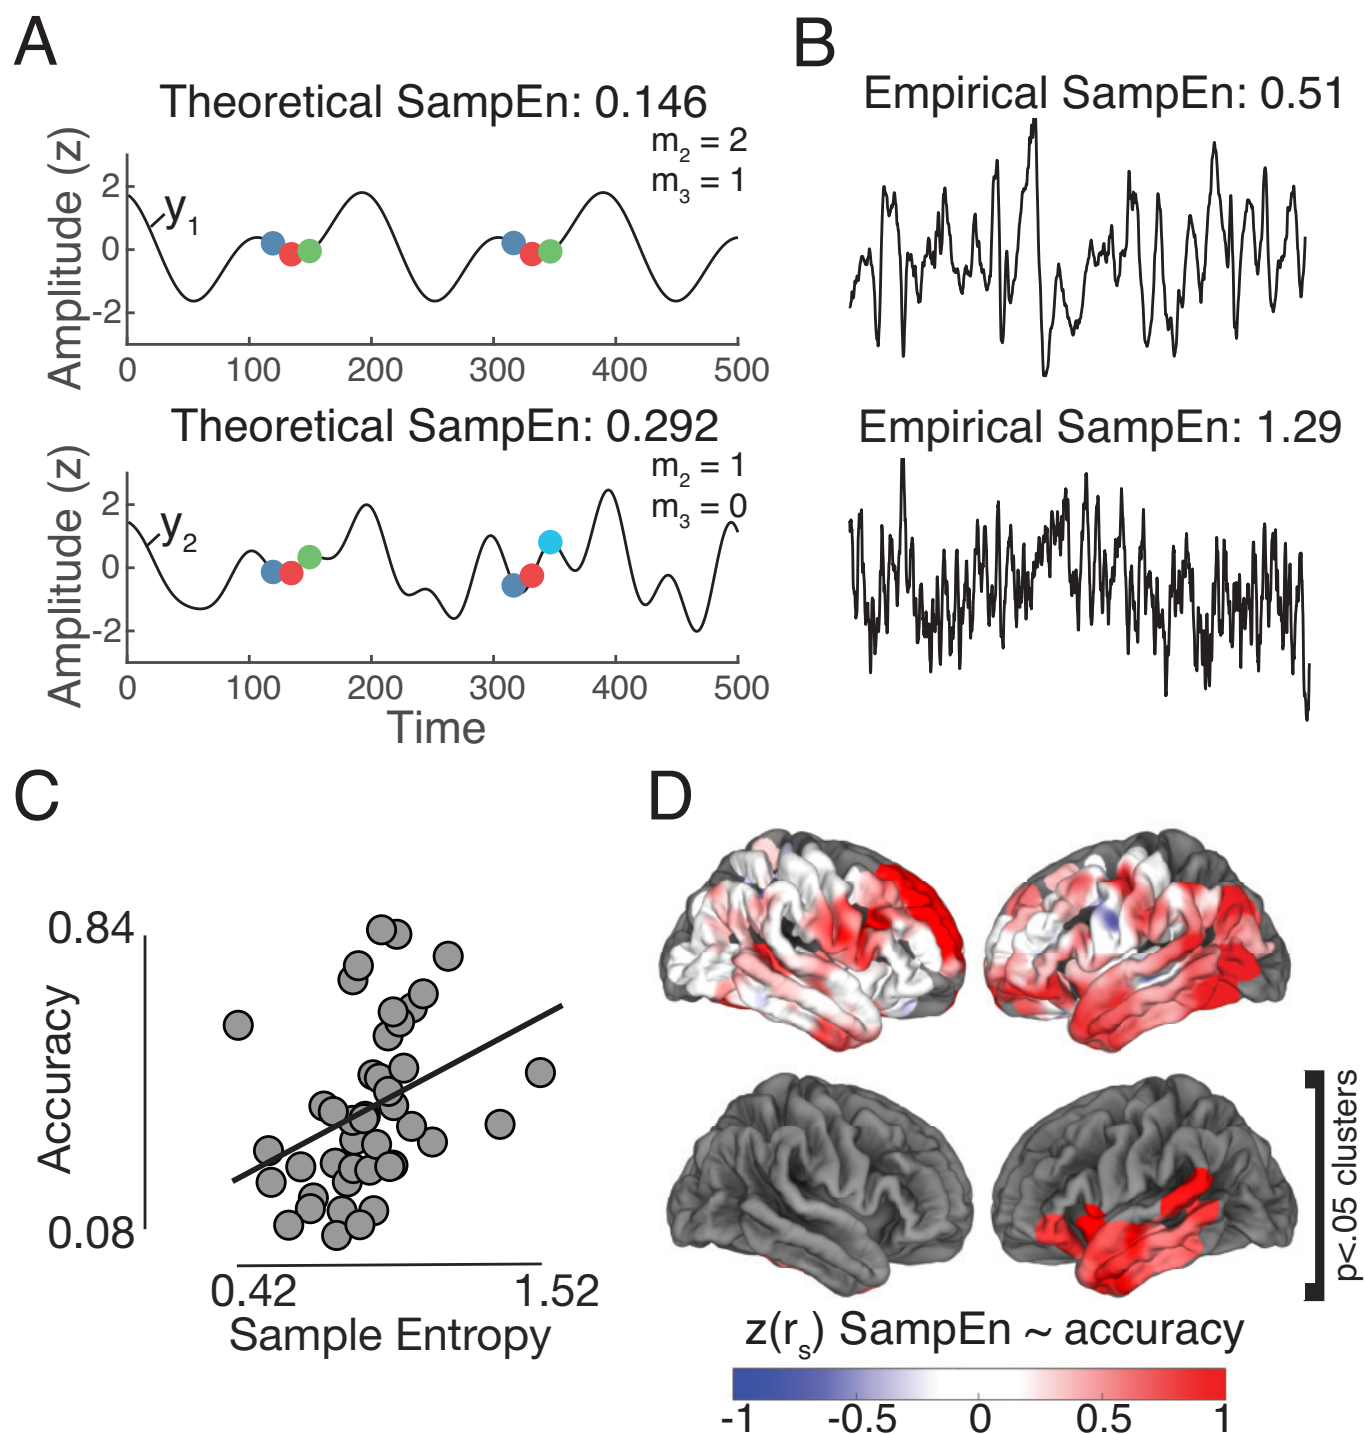 A
Theoretical SampEn: 0.146
m2 = 2
m3 = 1
Amplitude (z)
2
0
-2
y1
0 100 200 300 400 500
Theoretical SampEn: 0.292
m2 = 1
m3 = 0
Amplitude (z)
2
0
-2
y2
0 100 200 300 400 500
Time
B
Empirical SampEn: 0.51
Empirical SampEn: 1.29
C
0.84
Accuracy
0.08
0.42 1.52
Sample Entropy
D
p<.05 clusters
z(rs) SampEn ~ accuracy
-1 -0.5 0 0.5 1